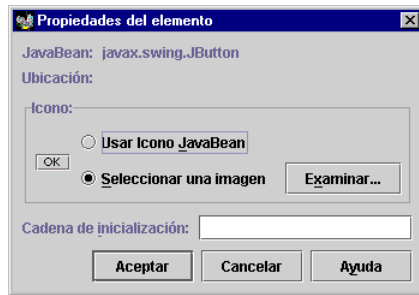 Propiedades del elemento
JavaBean: javax.swing.JButton
Ubicación:
Icono:
Usar Icono JavaBean
OK
Seleccionar una imagen
Examinar...
Cadena de inicialización:
Aceptar
Cancelar
Ayuda